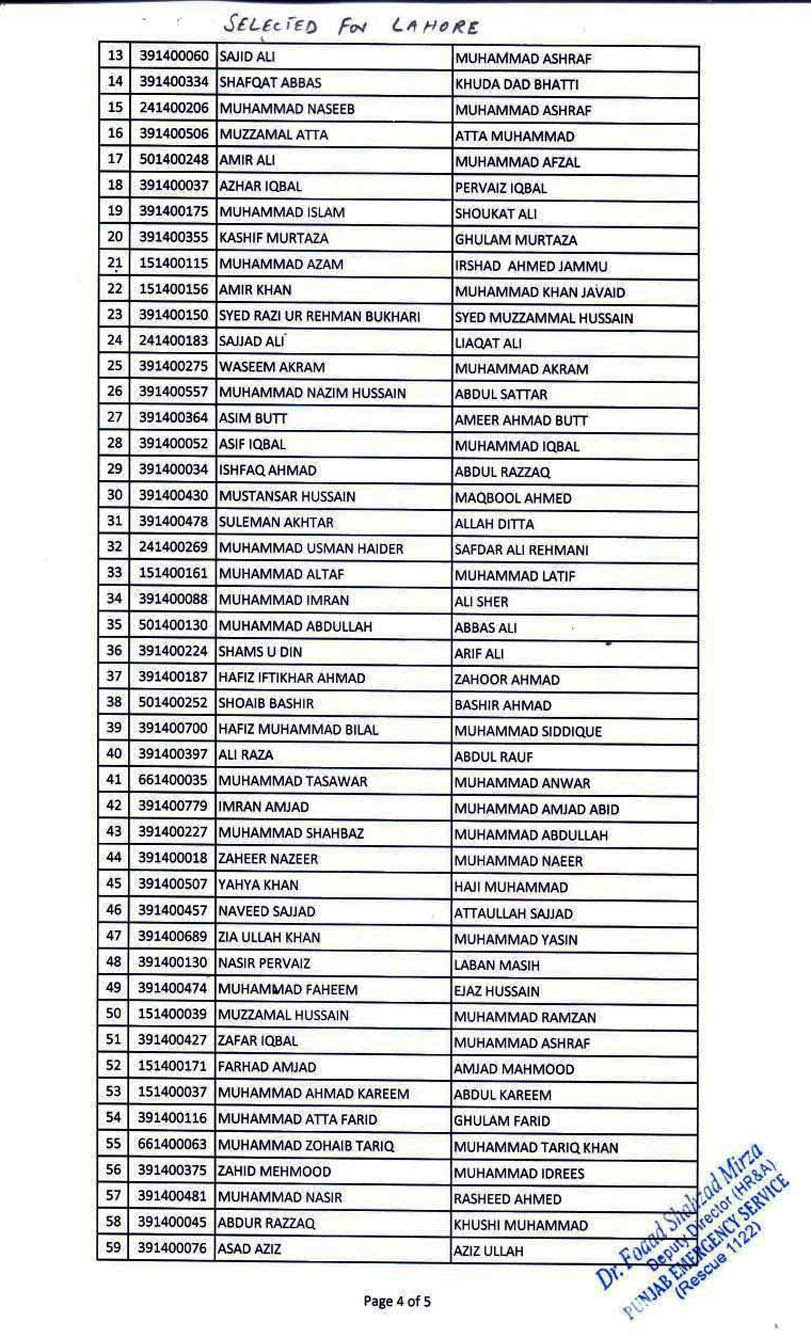 SELECTED FOR LAHORE
13 391400060 SAJID ALI MUHAMMAD ASHRAF
14 391400334 SHAFQAT ABBAS KHUDA DAD BHATTI
15 241400206 MUHAMMAD NASEEB MUHAMMAD ASHRAF
16 391400506 MUZZAMAL ATTA ATTA MUHAMMAD
17 501400248 AMIR ALI MUHAMMAD AFZAL
18 391400037 AZHAR IQBAL PERVAIZ IQBAL
19 391400175 MUHAMMAD ISLAM SHOUKAT ALI
20 391400355 KASHIF MURTAZA GHULAM MURTAZA
21 151400115 MUHAMMAD AZAM IRSHAD AHMED JAMMU
22 151400156 AMIR KHAN MUHAMMAD KHAN JAVAID
23 391400150 SYED RAZI UR REHMAN BUKHARI SYED MUZZAMMAL HUSSAIN
24 241400183 SAJJAD ALI LIAQAT ALI
25 391400275 WASEEM AKRAM MUHAMMAD AKRAM
26 391400557 MUHAMMAD NAZIM HUSSAIN ABDUL SATTAR
27 391400364 ASIM BUTT AMEER AHMAD BUTT
28 391400052 ASIF IQBAL MUHAMMAD IQBAL
29 391400034 ISHFAQ AHMAD ABDUL RAZZAQ
30 391400430 MUSTANSAR HUSSAIN MAQBOOL AHMED
31 391400478 SULEMAN AKHTAR ALLAH DITTA
32 241400269 MUHAMMAD USMAN HAIDER SAFDAR ALI REHMANI
33 151400161 MUHAMMAD ALTAF MUHAMMAD LATIF
34 391400088 MUHAMMAD IMRAN ALI SHER
35 501400130 MUHAMMAD ABDULLAH ABBAS ALI
36 391400224 SHAMS U DIN ARIF ALI
37 391400187 HAFIZ IFTIKHAR AHMAD ZAHOOR AHMAD
38 501400252 SHOAIB BASHIR BASHIR AHMAD
39 391400700 HAFIZ MUHAMMAD BILAL MUHAMMAD SIDDIQUE
40 391400397 ALI RAZA ABDUL RAUF
41 661400035 MUHAMMAD TASAWAR MUHAMMAD ANWAR
42 391400779 IMRAN AMJAD MUHAMMAD AMJAD ABID
43 391400227 MUHAMMAD SHAHBAZ MUHAMMAD ABDULLAH
44 391400018 ZAHEER NAZEER MUHAMMAD NAEER
45 391400507 YAHYA KHAN HAJI MUHAMMAD
46 391400457 NAVEED SAJJAD ATTAULLAH SAJJAD
47 391400689 ZIA ULLAH KHAN MUHAMMAD YASIN
48 391400130 NASIR PERVAIZ LABAN MASIH
49 391400474 MUHAMMAD FAHEEM EJAZ HUSSAIN
50 151400039 MUZZAMAL HUSSAIN MUHAMMAD RAMZAN
51 391400427 ZAFAR IQBAL MUHAMMAD ASHRAF
52 151400171 FARHAD AMJAD AMJAD MAHMOOD
53 151400037 MUHAMMAD AHMAD KAREEM ABDUL KAREEM
54 391400116 MUHAMMAD ATTA FARID GHULAM FARID
55 661400063 MUHAMMAD ZOHAIB TARIQ MUHAMMAD TARIQ KHAN
56 391400375 ZAHID MEHMOOD MUHAMMAD IDREES
57 391400481 MUHAMMAD NASIR RASHEED AHMED
58 391400045 ABDUR RAZZAQ KHUSHI MUHAMMAD
59 391400076 ASAD AZIZ AZIZ ULLAH
Dr. Foaad Shahzad Mirza
Deputy Director (HR&A)
PUNJAB EMERGENCY SERVICE
(Rescue 1122)
Page 4 of 5